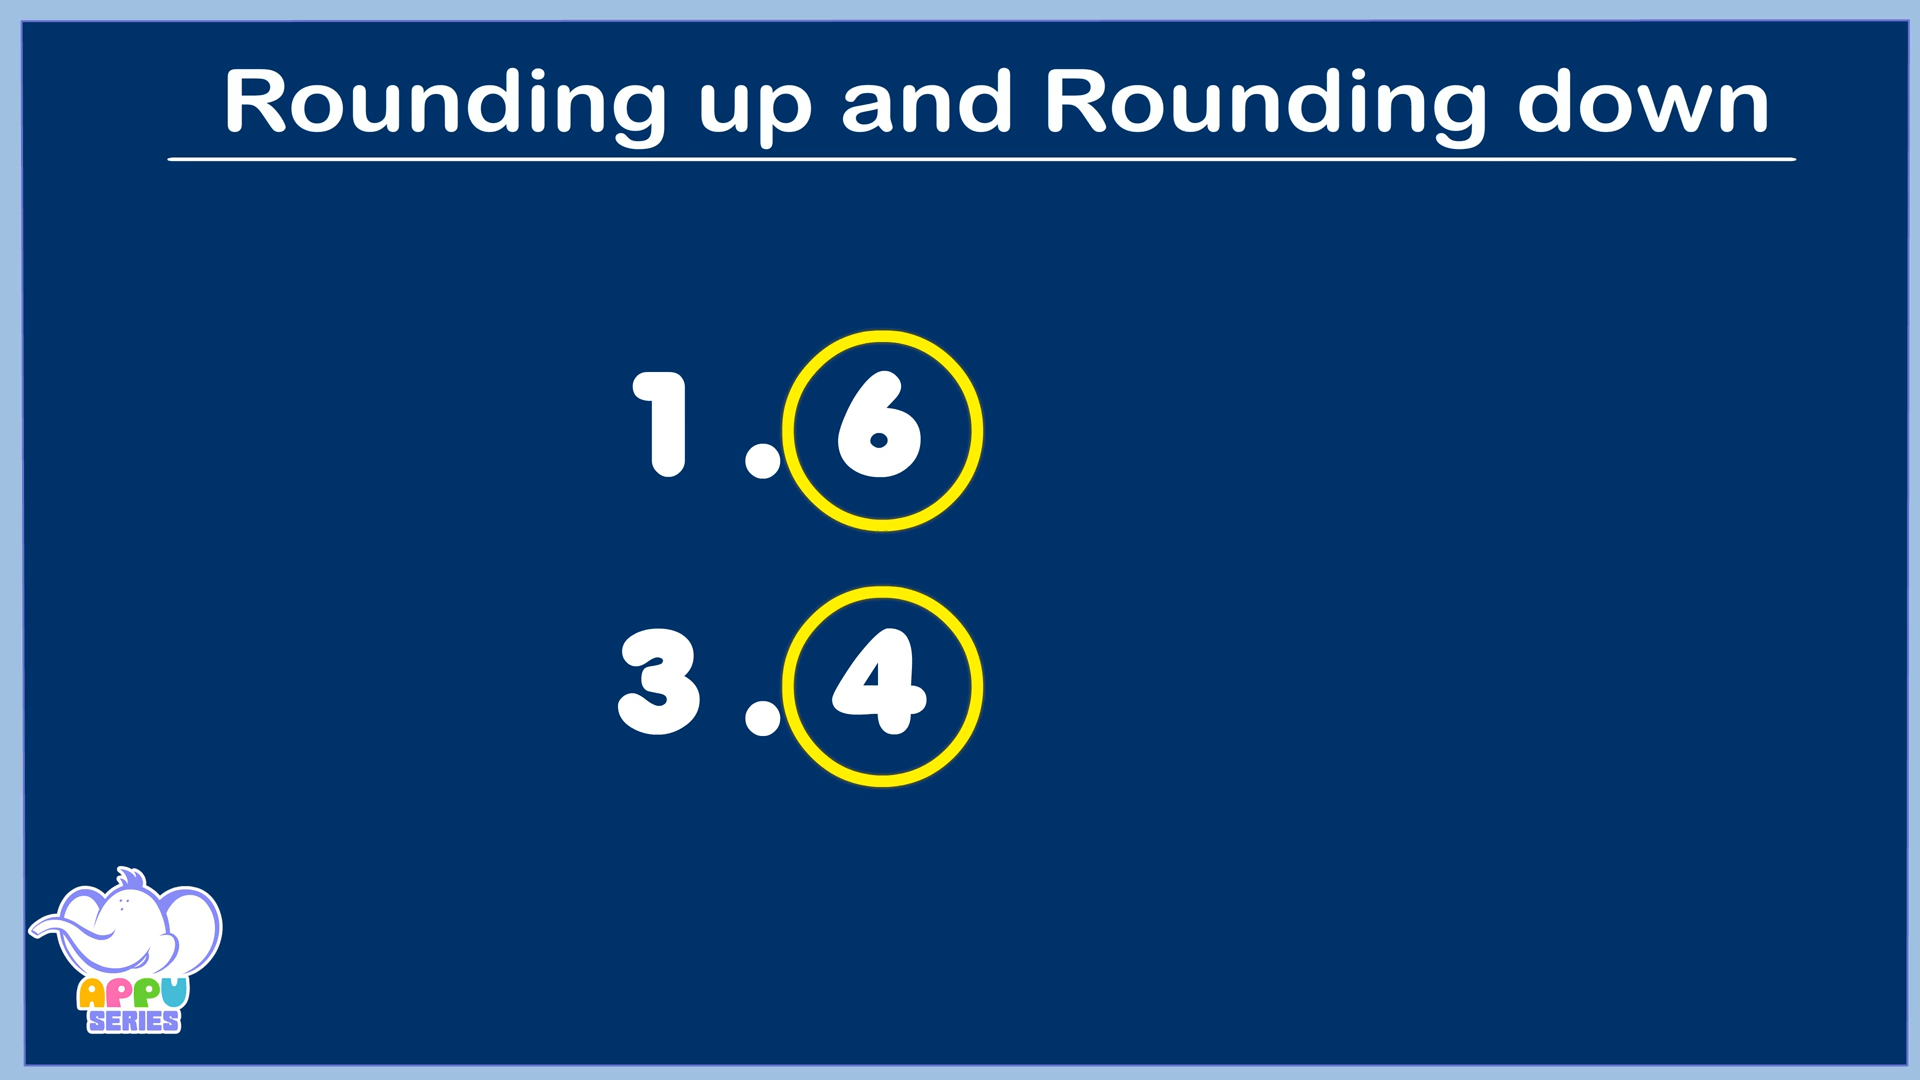 Rounding up and Rounding down
1.6
3.4
APPU
SERIES